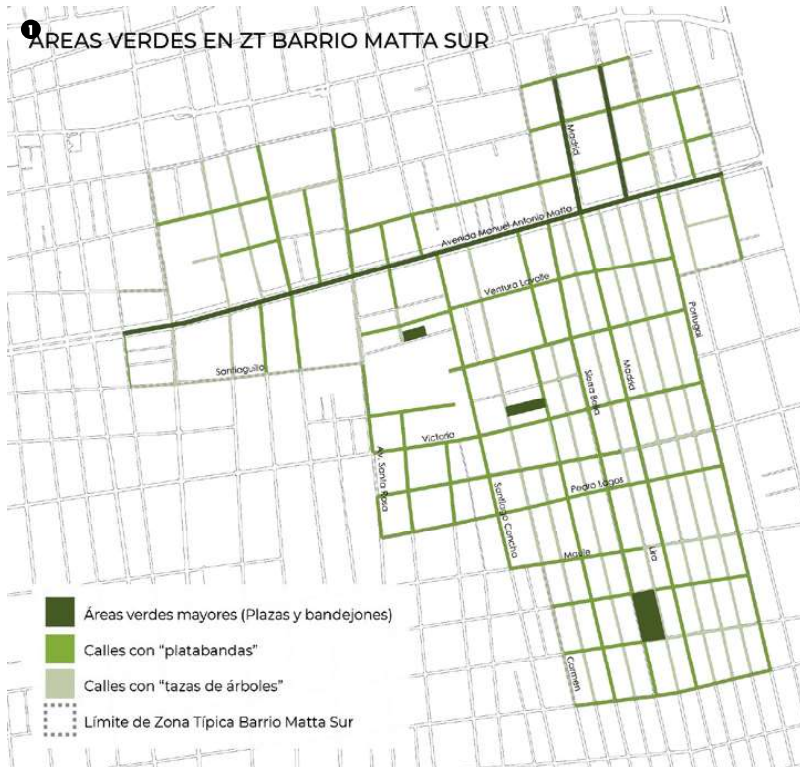 1
ÁREAS VERDES EN ZT BARRIO MATTA SUR
Madrid
Avenida Manuel Antonio Matta
Ventura Lavalle
Portugal
Santiaguillo
Sierra Bella
Madrid
Victoria
Av. Santa Rosa
Pedro Lagos
Santiago Concha
Maule
Lira
Carmen
Áreas verdes mayores (Plazas y bandejones)
Calles con “platabandas”
Calles con “tazas de árboles”
Límite de Zona Típica Barrio Matta Sur